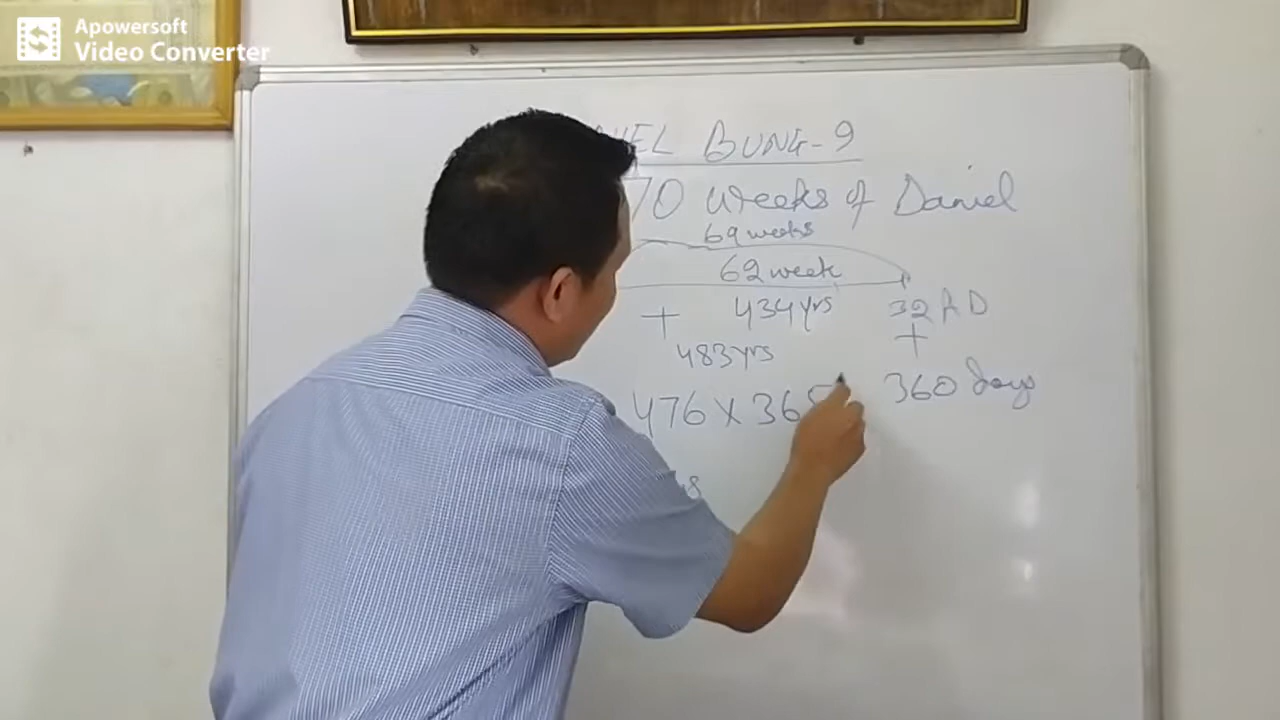 Apowersoft
Video Converter
BUNG-9
70 weeks of Daniel
69 weeks
62 week
+ 434 yrs 32 AD
483 yrs +
476 X 365 360 days